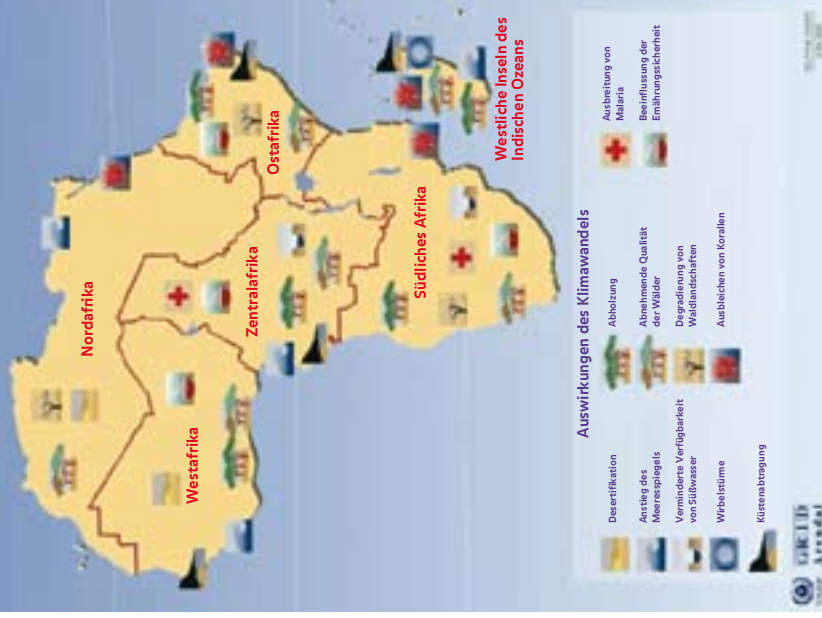 Nordafrika
Westafrika
Zentralafrika
Ostafrika
Südliches Afrika
Westliche Inseln des
Indischen Ozeans
Auswirkungen des Klimawandels
Desertifikation
Anstieg des
Meeresspiegels
Verminderte Verfügbarkeit
von Süßwasser
Wirbelstürme
Küstenabtragung
Abholzung
Abnehmende Qualität
der Wälder
Degradierung von
Waldlandschaften
Ausbleichen von Korallen
Ausbreitung von
Malaria
Beeinflussung der
Ernährungssicherheit
GRID
Arendal
UNEP